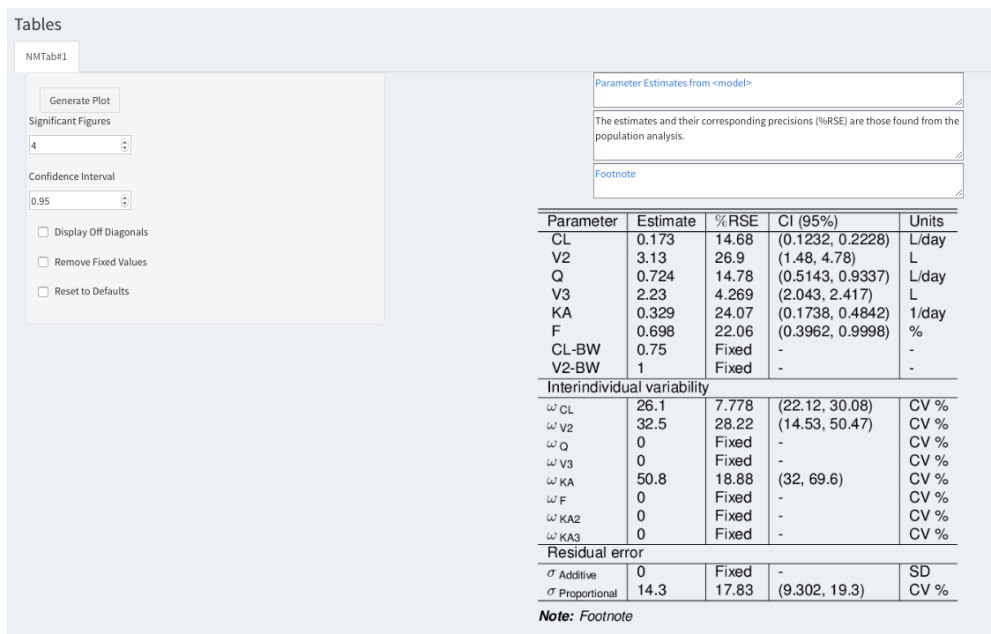 Tables
NMTab#1
Generate Plot
Significant Figures
4
Confidence Interval
0.95
Display Off Diagonals
Remove Fixed Values
Reset to Defaults
Parameter Estimates from <model>
The estimates and their corresponding precisions (%RSE) are those found from the
population analysis.
Footnote
Parameter Estimate %RSE CI (95%) Units
CL 0.173 14.68 (0.1232, 0.2228) L/day
V2 3.13 26.9 (1.48, 4.78) L
Q 0.724 14.78 (0.5143, 0.9337) L/day
V3 2.23 4.269 (2.043, 2.417) L
KA 0.329 24.07 (0.1738, 0.4842) 1/day
F 0.698 22.06 (0.3962, 0.9998) %
CL-BW 0.75 Fixed - -
V2-BW 1 Fixed - -
Interindividual variability
ω CL 26.1 7.778 (22.12, 30.08) CV %
ω V2 32.5 28.22 (14.53, 50.47) CV %
ω Q 0 Fixed - CV %
ω V3 0 Fixed - CV %
ω KA 50.8 18.88 (32, 69.6) CV %
ω F 0 Fixed - CV %
ω KA2 0 Fixed - CV %
ω KA3 0 Fixed - CV %
Residual error
σ Additive 0 Fixed - SD
σ Proportional 14.3 17.83 (9.302, 19.3) CV %
Note: Footnote